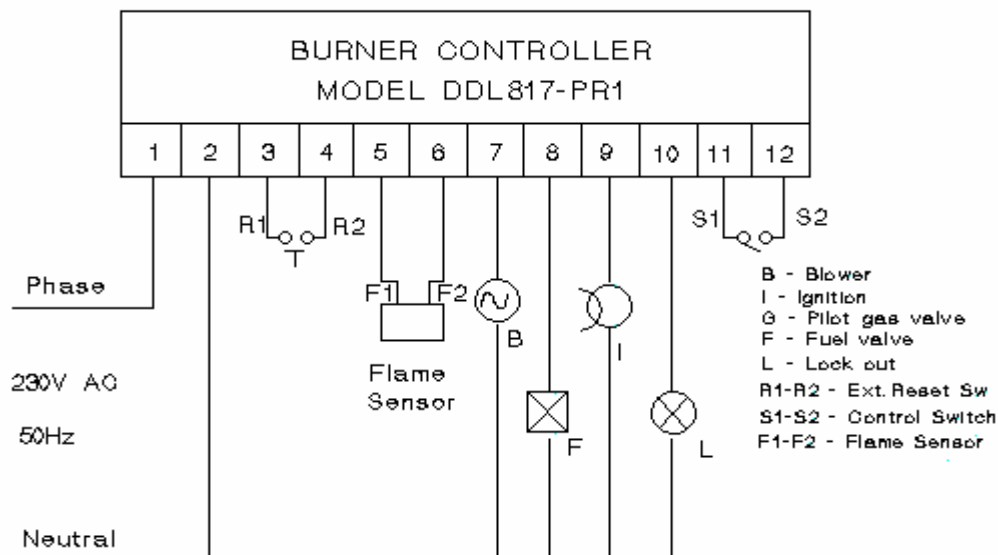 BURNER CONTROLLER
MODEL DDL817-PR1
1 2 3 4 5 6 7 8 9 10 11 12
R1 R2
T
S1 S2
Phase
F1 F2
B
I
Flame
Sensor
F
L
B - Blower
I - Ignition
G - Pilot gas valve
F - Fuel valve
L - Lock out
R1-R2 - Ext. Reset Sw
S1-S2 - Control Switch
F1-F2 - Flame Sensor
230V AC
50Hz
Neutral